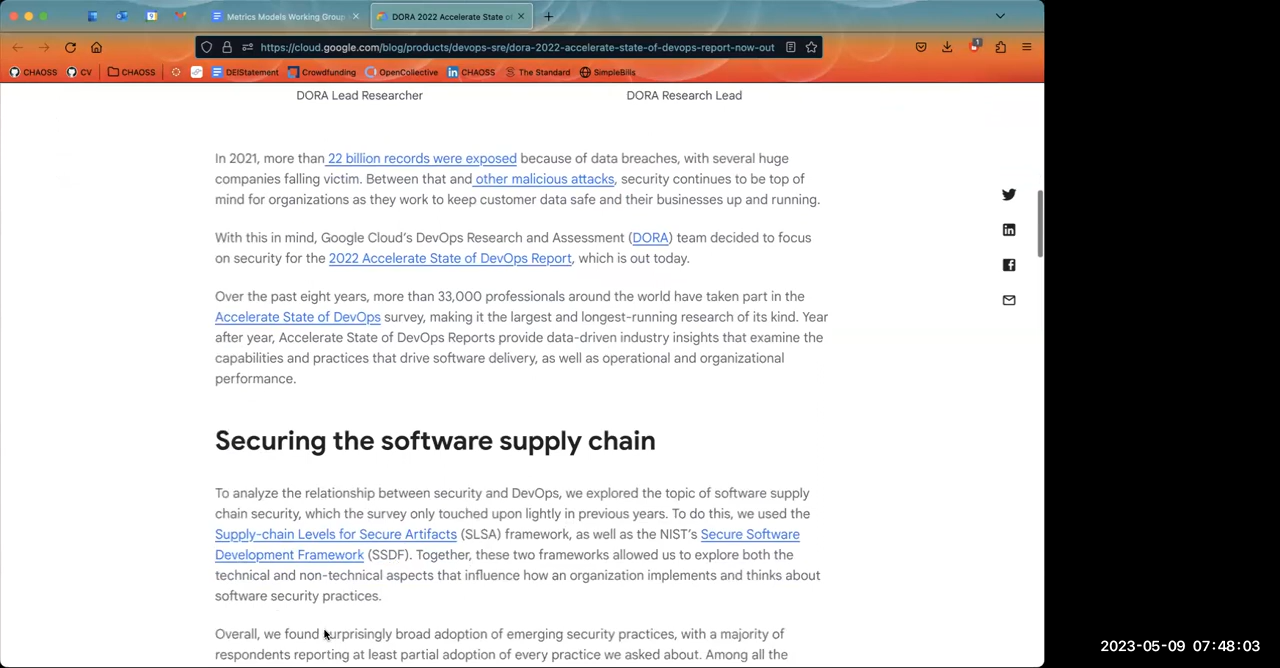 Metrics Models Working Group
DORA 2022 Accelerate State of
https://cloud.google.com/blog/products/devops-sre/dora-2022-accelerate-state-of-devops-report-now-out
1
CHAOSS CV CHAOSS DEIStatement Crowdfunding OpenCollective CHAOSS The Standard SimpleBills
DORA Lead Researcher DORA Research Lead
In 2021, more than 22 billion records were exposed because of data breaches, with several huge
companies falling victim. Between that and other malicious attacks, security continues to be top of
mind for organizations as they work to keep customer data safe and their businesses up and running.
With this in mind, Google Cloud's DevOps Research and Assessment (DORA) team decided to focus
on security for the 2022 Accelerate State of DevOps Report, which is out today.
Over the past eight years, more than 33,000 professionals around the world have taken part in the
Accelerate State of DevOps survey, making it the largest and longest-running research of its kind. Year
after year, Accelerate State of DevOps Reports provide data-driven industry insights that examine the
capabilities and practices that drive software delivery, as well as operational and organizational
performance.
Securing the software supply chain
To analyze the relationship between security and DevOps, we explored the topic of software supply
chain security, which the survey only touched upon lightly in previous years. To do this, we used the
Supply-chain Levels for Secure Artifacts (SLSA) framework, as well as the NIST's Secure Software
Development Framework (SSDF). Together, these two frameworks allowed us to explore both the
technical and non-technical aspects that influence how an organization implements and thinks about
software security practices.
Overall, we found surprisingly broad adoption of emerging security practices, with a majority of
respondents reporting at least partial adoption of every practice we asked about. Among all the
2023-05-09 07:48:03